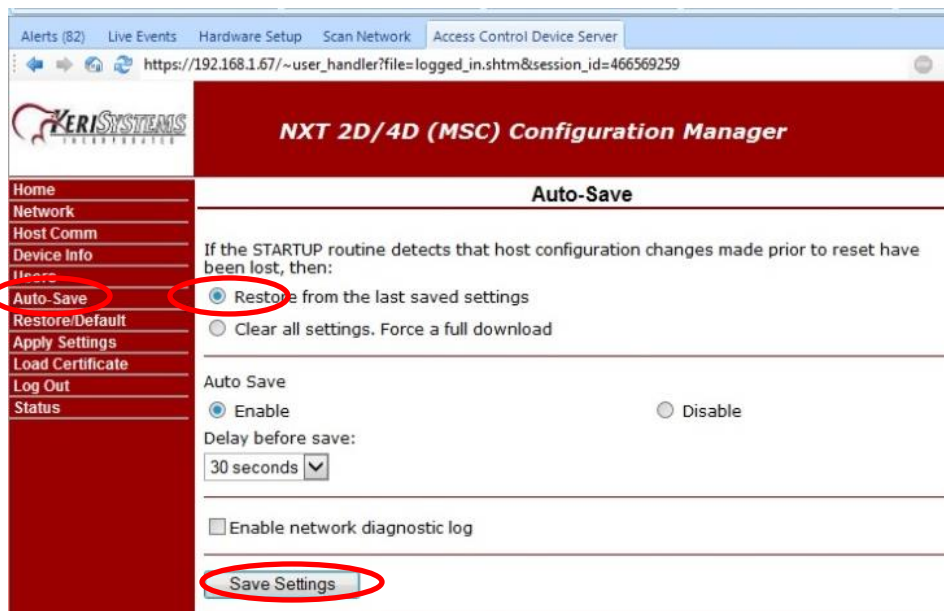 Alerts (82) Live Events Hardware Setup Scan Network Access Control Device Server
https://192.168.1.67/~user_handler?file=logged_in.shtm&session_id=466569259
KERISYSTEMS
INCORPORATED
NXT 2D/4D (MSC) Configuration Manager
Home
Network
Host Comm
Device Info
Users
Auto-Save
Restore/Default
Apply Settings
Load Certificate
Log Out
Status
Auto-Save
If the STARTUP routine detects that host configuration changes made prior to reset have
been lost, then:
Restore from the last saved settings
Clear all settings. Force a full download
Auto Save
Enable Disable
Delay before save:
30 seconds
Enable network diagnostic log
Save Settings